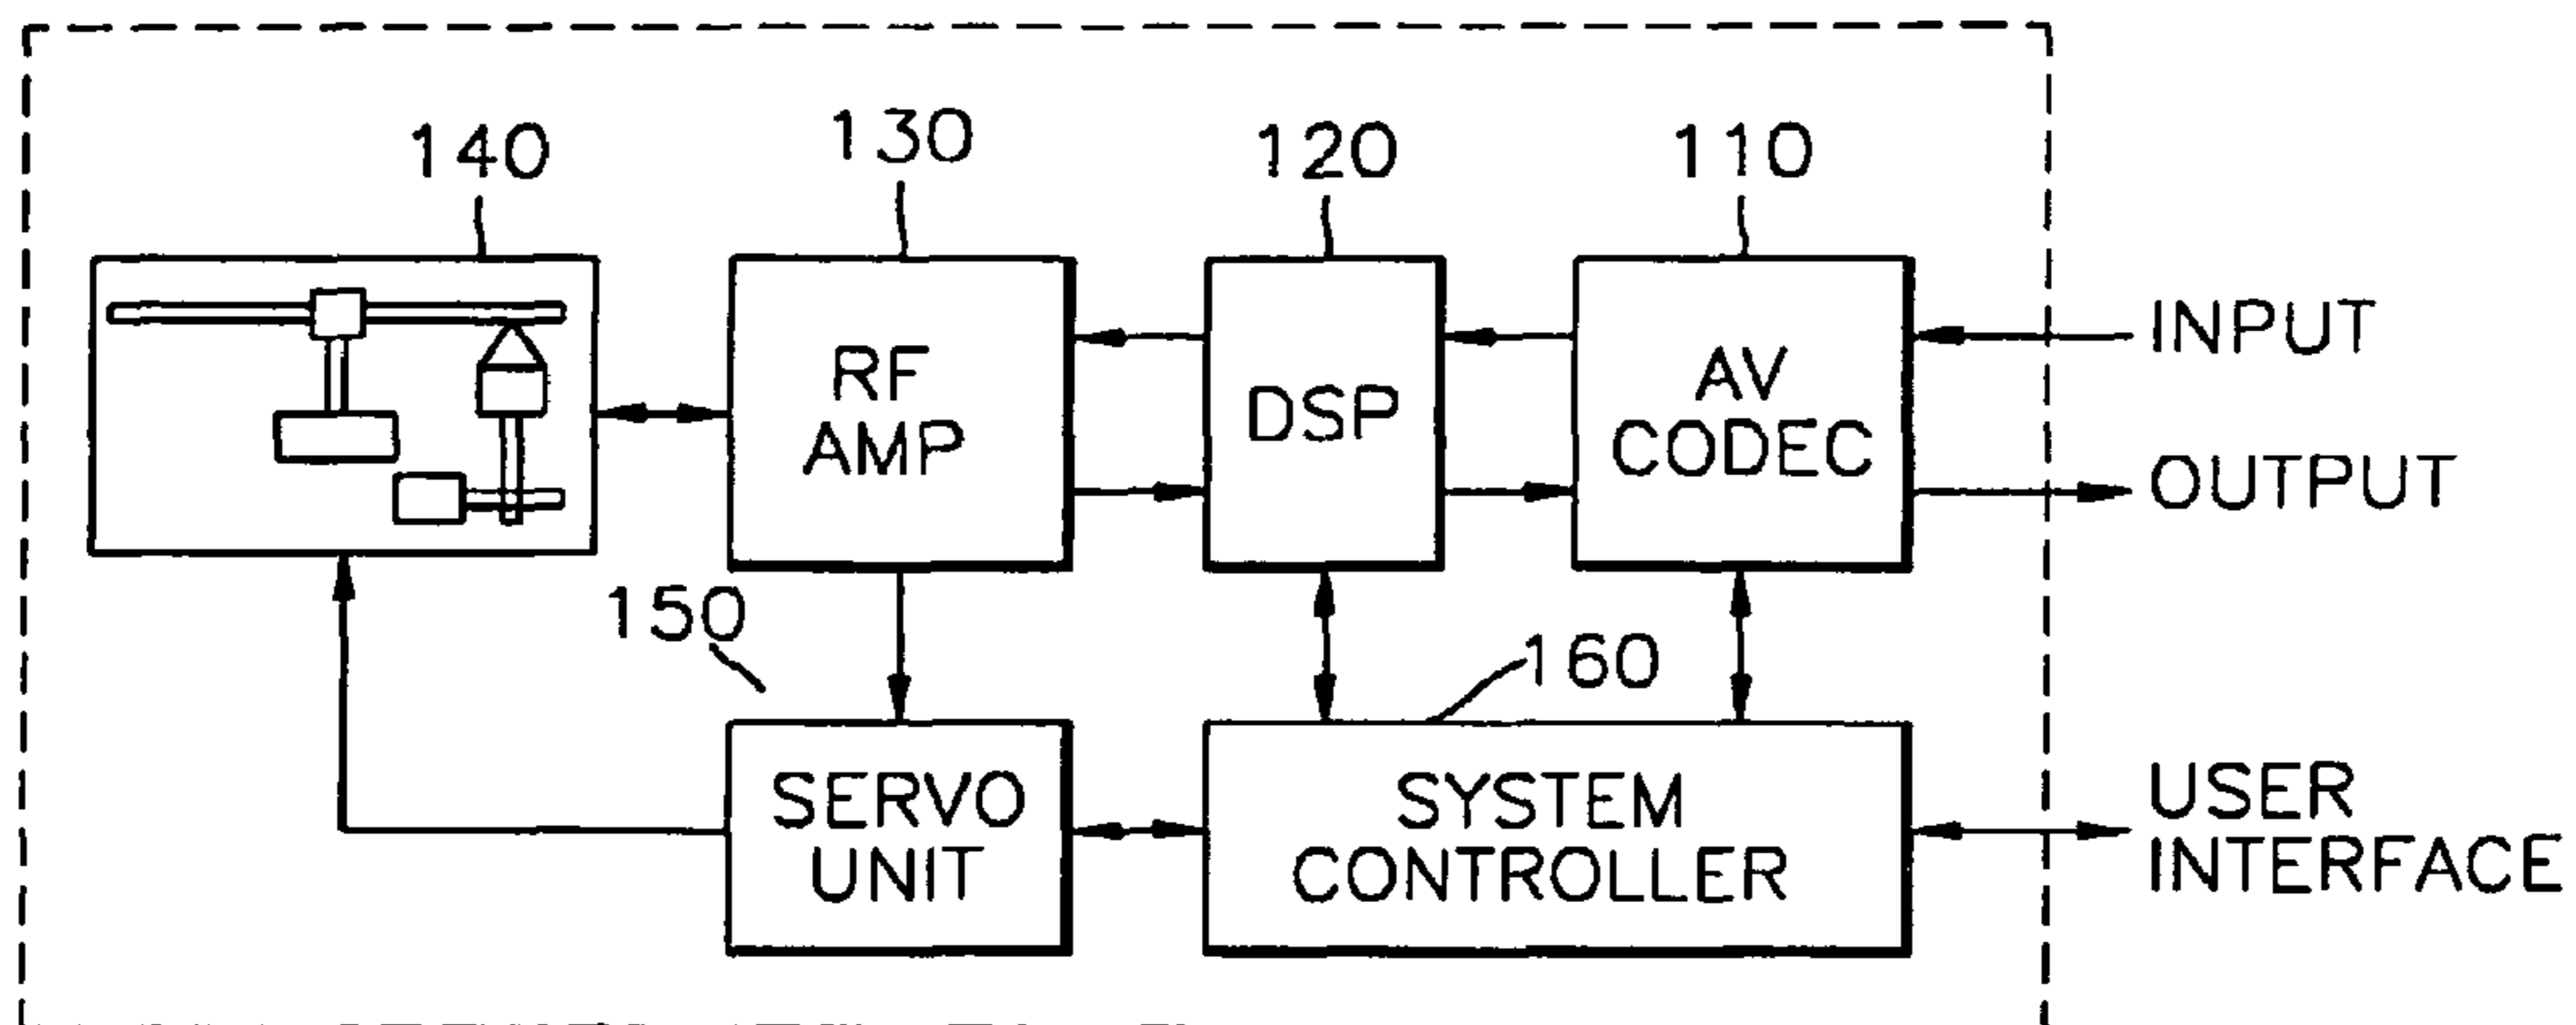 140
130
120
110
RF
AMP
DSP
AV
CODEC
INPUT
OUTPUT
150
160
SERVO
UNIT
SYSTEM
CONTROLLER
USER
INTERFACE